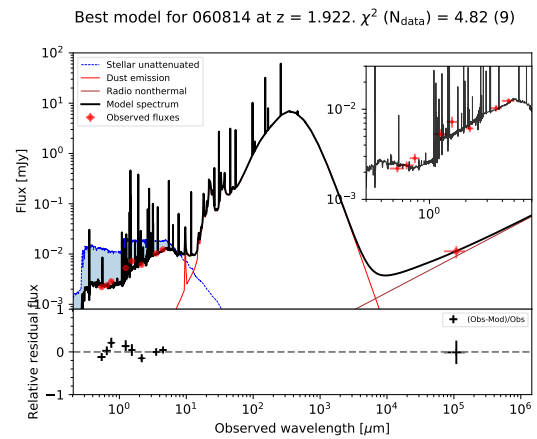 Best model for 060814 at z = 1.922. χ² (N_data) = 4.82 (9)
Flux [mJy]
10²
10¹
10⁰
10⁻¹
10⁻²
10⁻³
Stellar unattenuated
Dust emission
Radio nonthermal
Model spectrum
Observed fluxes
10⁻²
10⁻³
10⁰
Relative residual flux
1
0
−1
(Obs-Mod)/Obs
10⁰
10¹
10²
10³
10⁴
10⁵
10⁶
Observed wavelength [μm]